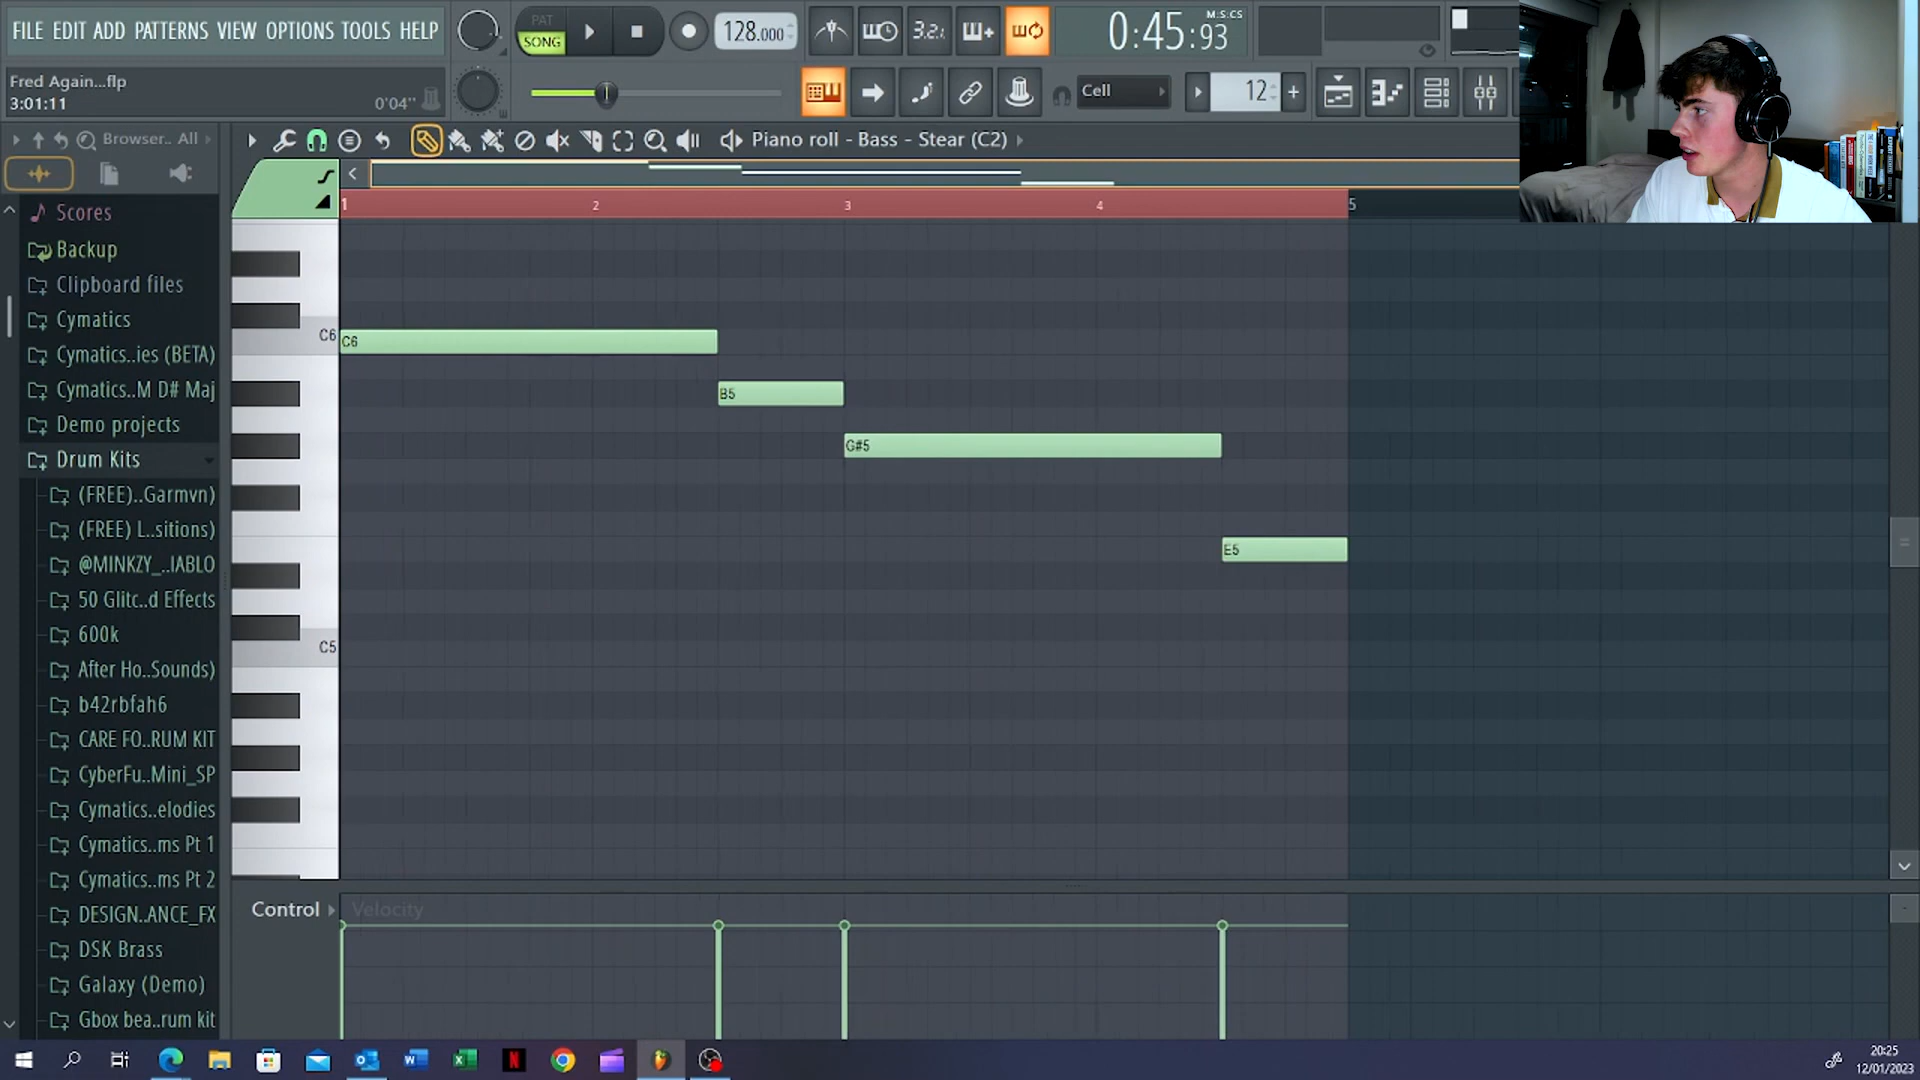 FILE EDIT ADD PATTERNS VIEW OPTIONS TOOLS HELP
PAT
SONG
128.000
3.2.
0:45:93
M:S:CS
Fred Again...flp
3:01:11
0'04"
Cell
12
Browser.. All
Piano roll - Bass - Stear (C2)
Scores
Backup
Clipboard files
Cymatics
Cymatics..ies (BETA)
Cymatics..M D# Maj
Demo projects
Drum Kits
(FREE)..Garmvn)
(FREE) L..sitions)
@MINKZY_..IABLO
50 Glitc..d Effects
600k
After Ho..Sounds)
b42rbfah6
CARE FO..RUM KIT
CyberFu..Mini_SP
Cymatics..elodies
Cymatics..ms Pt 1
Cymatics..ms Pt 2
DESIGN..ANCE_FX
DSK Brass
Galaxy (Demo)
Gbox bea..rum kit
1 2 3 4 5
C6 C6
B5
G#5
E5
C5
Control Velocity
20:25
12/01/2023